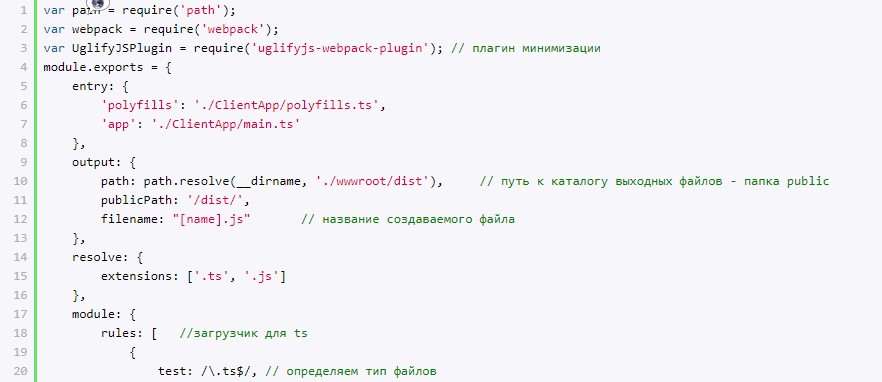 1 var path = require('path');
2 var webpack = require('webpack');
3 var UglifyJSPlugin = require('uglifyjs-webpack-plugin'); // плагин минимизации
4 module.exports = {
5     entry: {
6         'polyfills': './ClientApp/polyfills.ts',
7         'app': './ClientApp/main.ts'
8     },
9     output: {
10         path: path.resolve(__dirname, './wwwroot/dist'),     // путь к каталогу выходных файлов - папка public
11         publicPath: '/dist/',
12         filename: "[name].js"       // название создаваемого файла
13     },
14     resolve: {
15         extensions: ['.ts', '.js']
16     },
17     module: {
18         rules: [   //загрузчик для ts
19             {
20                 test: /\.ts$/, // определяем тип файлов